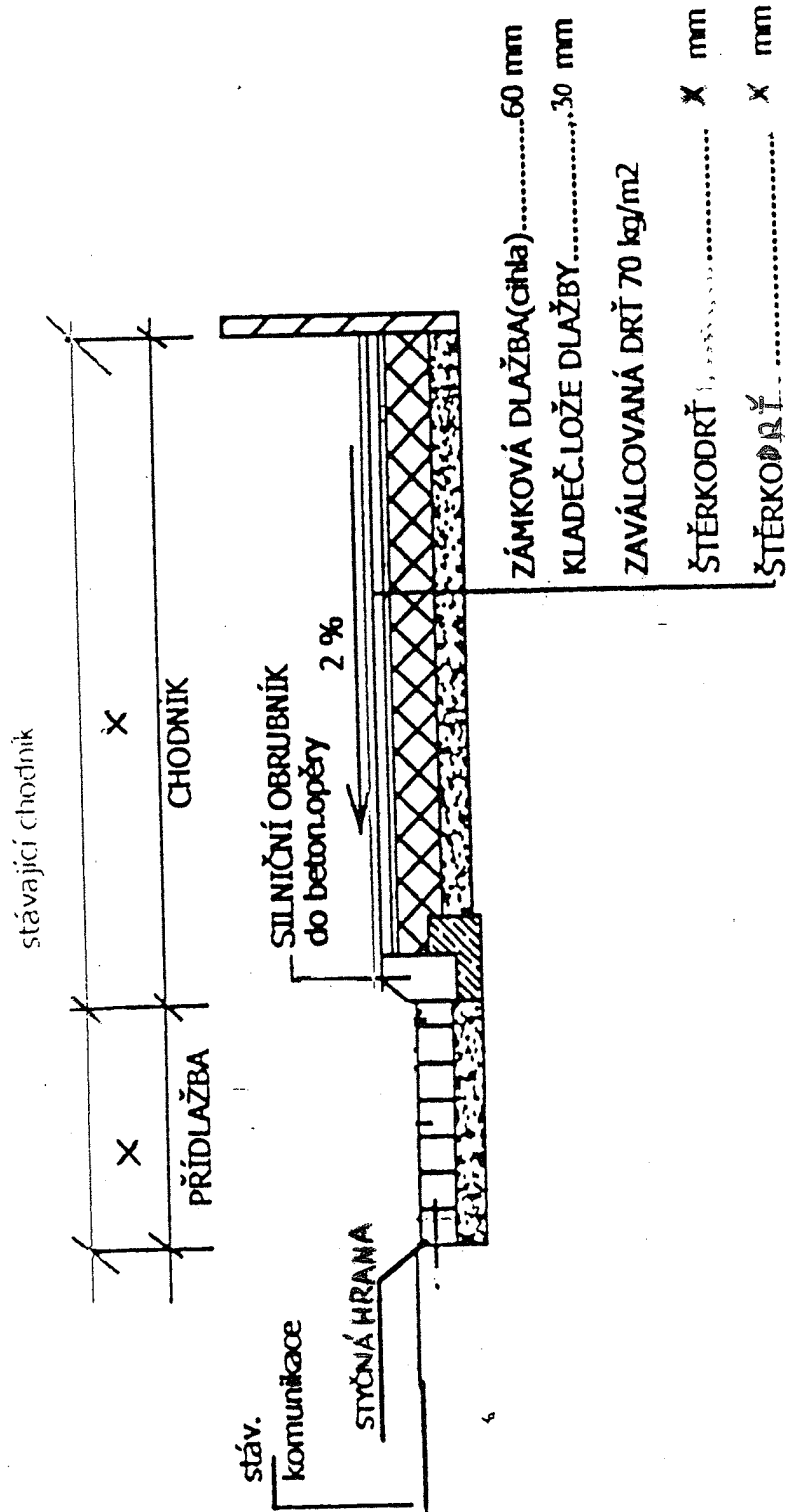 stávající chodník
X
X
PŘÍDLAŽBA
CHODNÍK
SILNIČNÍ OBRUBNÍK
do beton.opěry
2 %
stáv.
komunikace
STYČNÁ HRANA
ZÁMKOVÁ DLAŽBA(cihla)..............60 mm
KLADEČ.LOŽE DLAŽBY..................30 mm
ZAVÁLCOVANÁ DRŤ 70 kg/m2
ŠTĚRKODRŤ ........................ X mm
ŠTĚRKODRŤ ........................ X mm